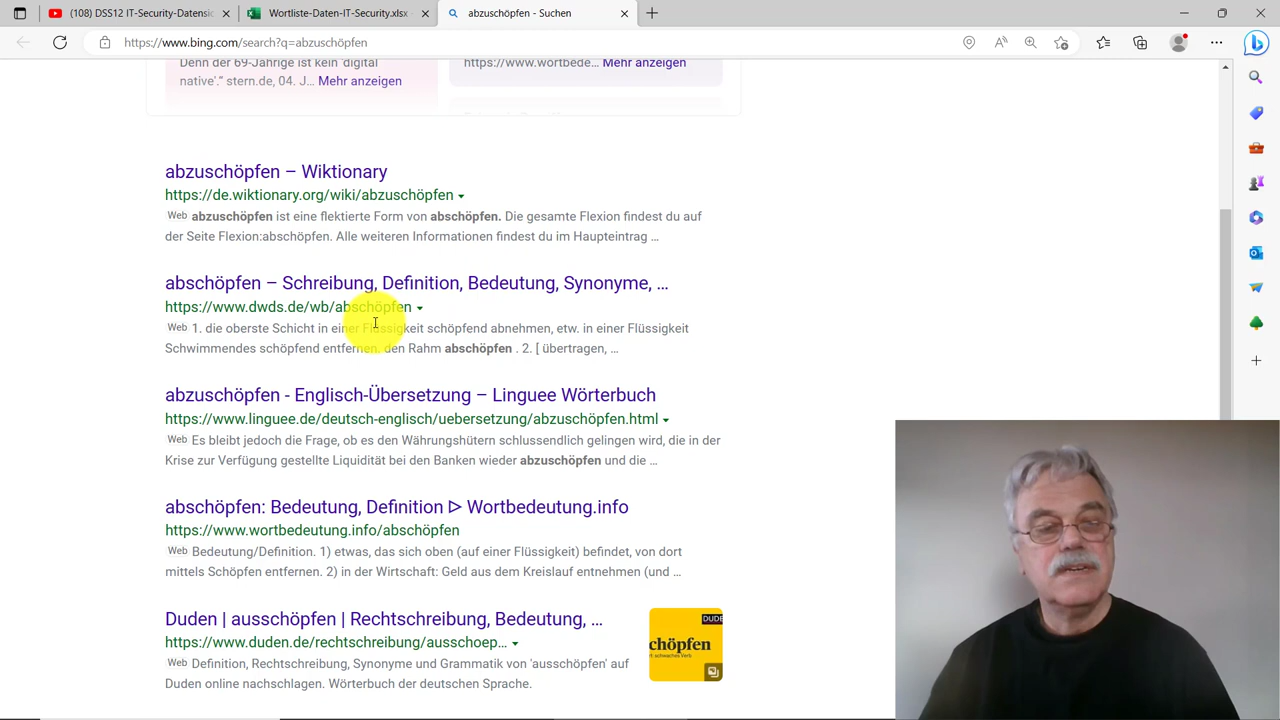 (108) DSS12 IT-Security-Datensic
Wortliste-Daten-IT-Security.xlsx
abzuschöpfen - Suchen
https://www.bing.com/search?q=abzuschöpfen
Denn der 69-Jährige ist kein 'digital
native'.“ stern.de, 04. J... Mehr anzeigen
https://www.wortbede... Mehr anzeigen
abzuschöpfen – Wiktionary
https://de.wiktionary.org/wiki/abzuschöpfen
Web abzuschöpfen ist eine flektierte Form von abschöpfen. Die gesamte Flexion findest du auf
der Seite Flexion:abschöpfen. Alle weiteren Informationen findest du im Haupteintrag ...
abschöpfen – Schreibung, Definition, Bedeutung, Synonyme, ...
https://www.dwds.de/wb/abschöpfen
Web 1. die oberste Schicht in einer Flüssigkeit schöpfend abnehmen, etw. in einer Flüssigkeit
Schwimmendes schöpfend entfernen. den Rahm abschöpfen . 2. [ übertragen, ...
abzuschöpfen - Englisch-Übersetzung – Linguee Wörterbuch
https://www.linguee.de/deutsch-englisch/uebersetzung/abzuschöpfen.html
Web Es bleibt jedoch die Frage, ob es den Währungshütern schlussendlich gelingen wird, die in der
Krise zur Verfügung gestellte Liquidität bei den Banken wieder abzuschöpfen und die ...
abschöpfen: Bedeutung, Definition ᐅ Wortbedeutung.info
https://www.wortbedeutung.info/abschöpfen
Web Bedeutung/Definition. 1) etwas, das sich oben (auf einer Flüssigkeit) befindet, von dort
mittels Schöpfen entfernen. 2) in der Wirtschaft: Geld aus dem Kreislauf entnehmen (und ...
Duden | ausschöpfen | Rechtschreibung, Bedeutung, ...
https://www.duden.de/rechtschreibung/ausschoep...
Web Definition, Rechtschreibung, Synonyme und Grammatik von 'ausschöpfen' auf
Duden online nachschlagen. Wörterbuch der deutschen Sprache.
DUDE
chöpfen